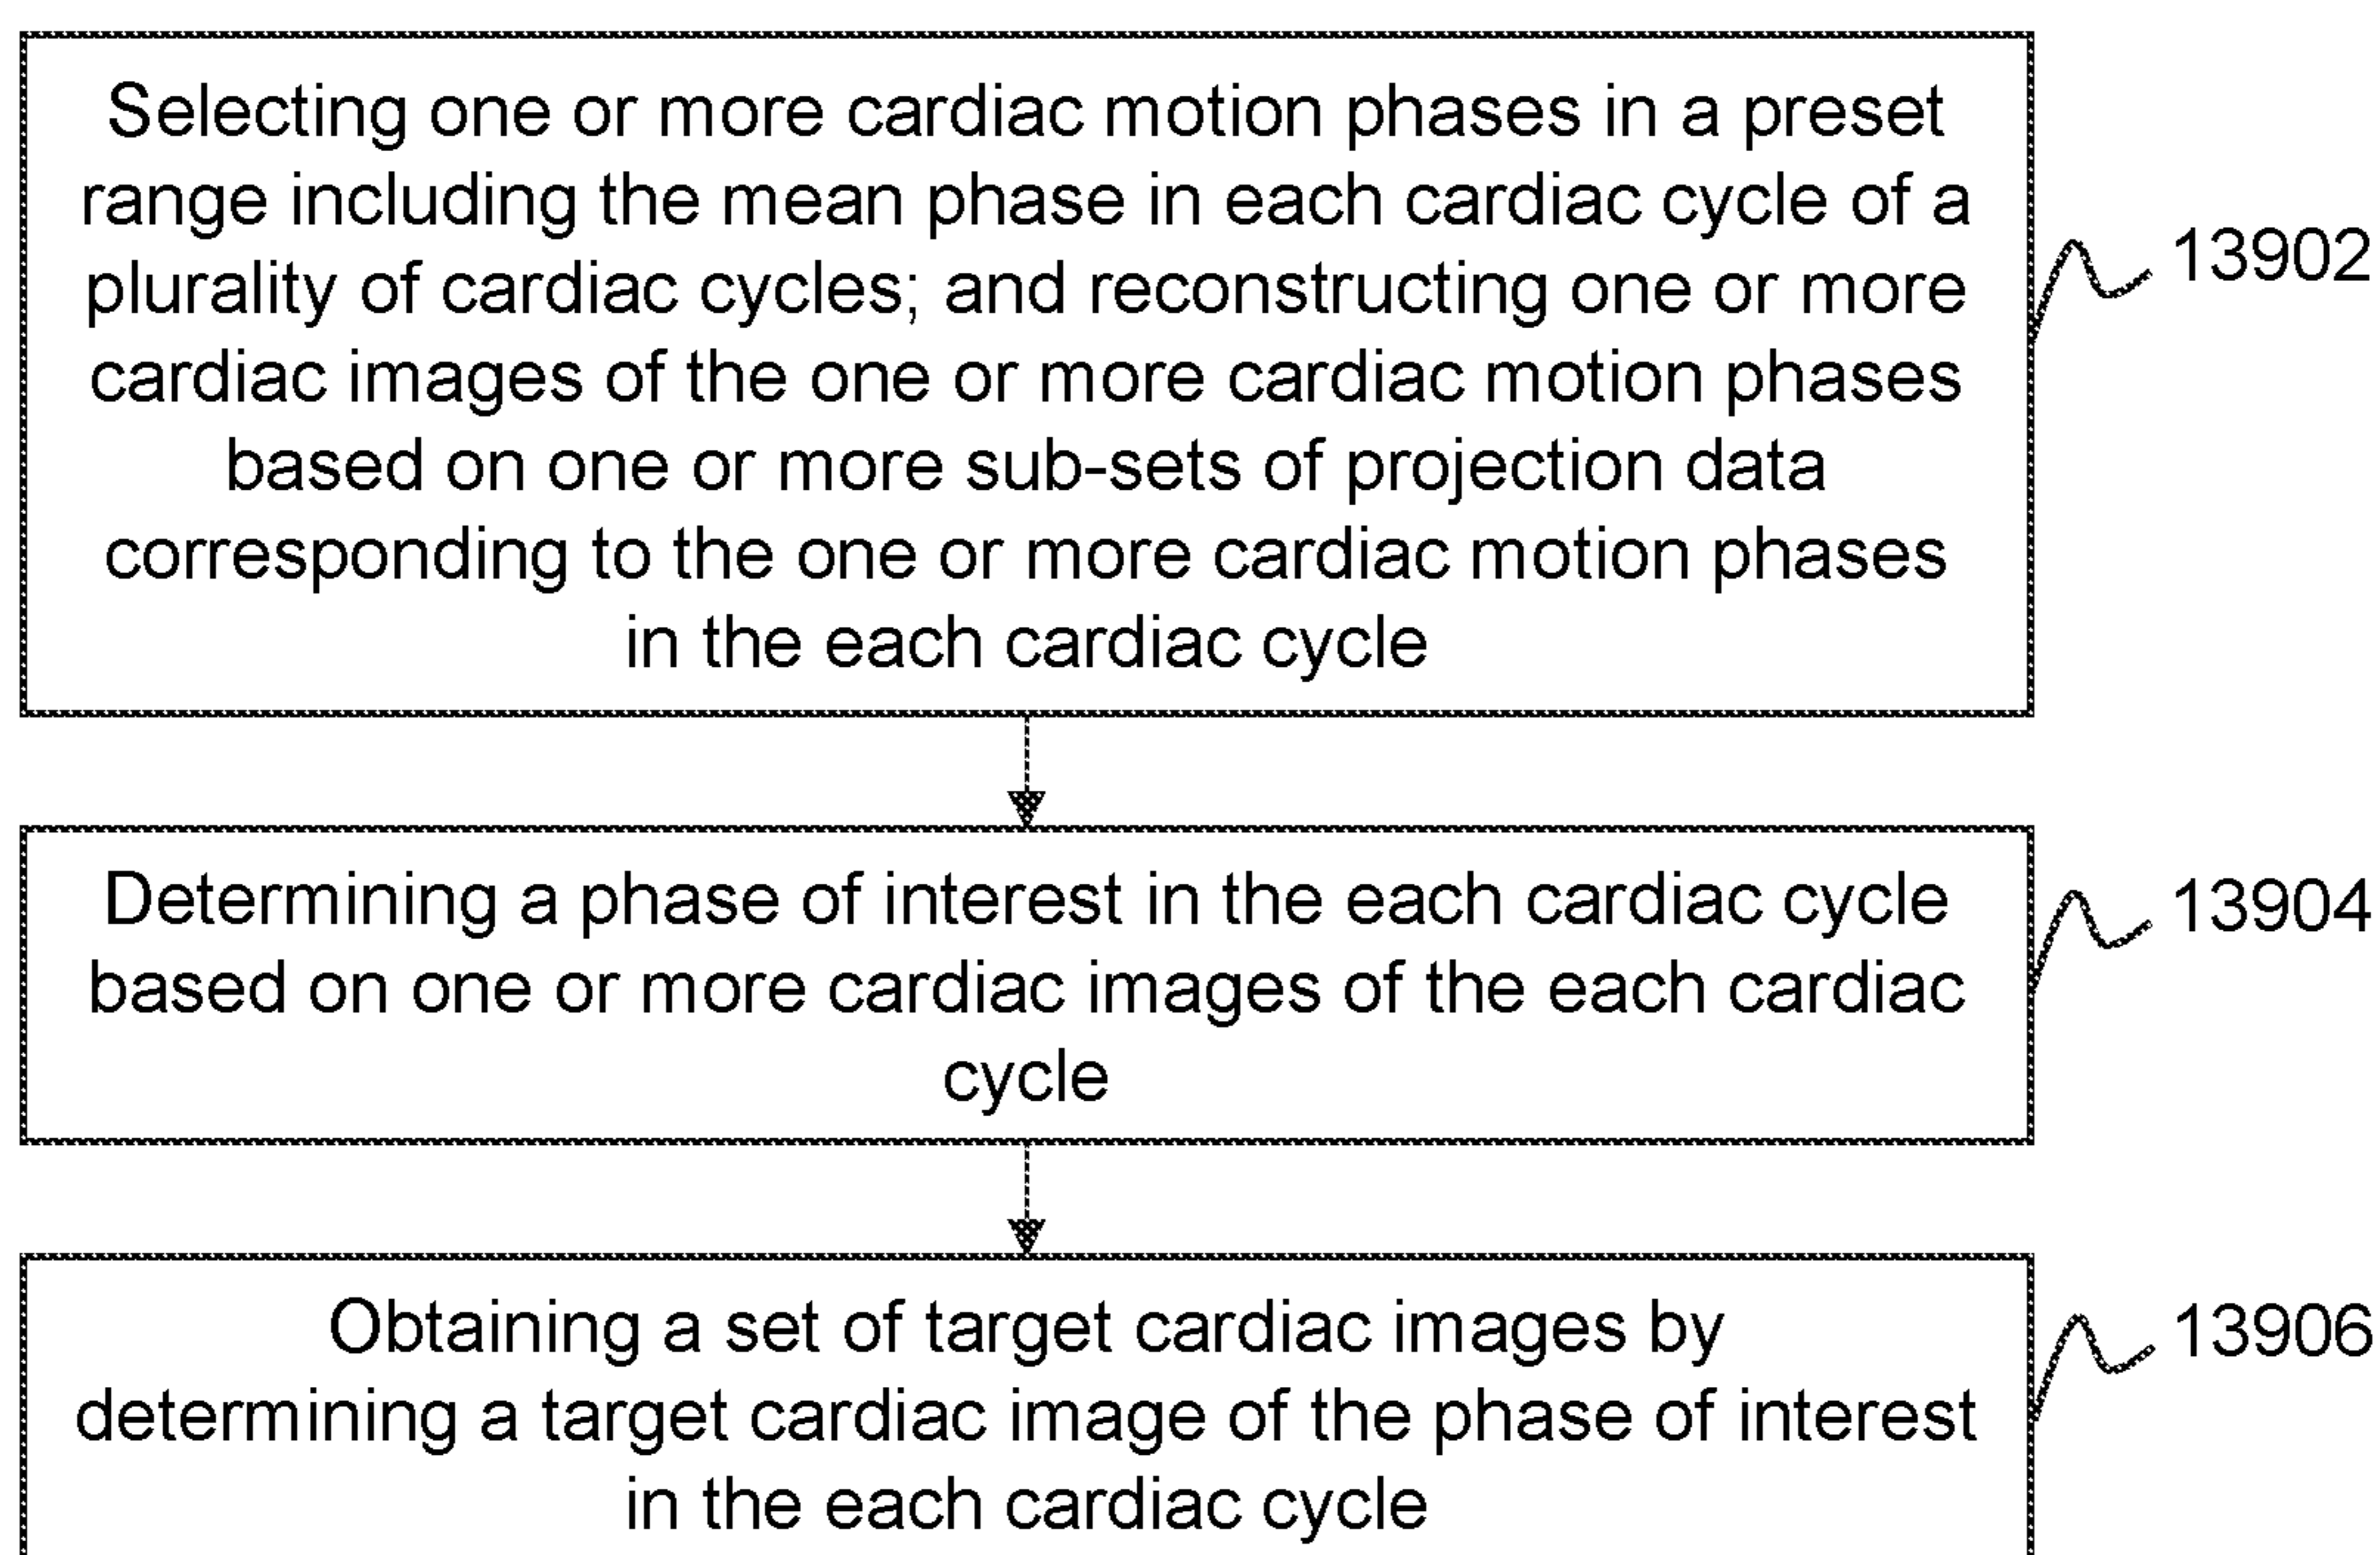 Selecting one or more cardiac motion phases in a preset
range including the mean phase in each cardiac cycle of a
plurality of cardiac cycles; and reconstructing one or more
cardiac images of the one or more cardiac motion phases
based on one or more sub-sets of projection data
corresponding to the one or more cardiac motion phases
in the each cardiac cycle
13902
Determining a phase of interest in the each cardiac cycle
based on one or more cardiac images of the each cardiac
cycle
13904
Obtaining a set of target cardiac images by
determining a target cardiac image of the phase of interest
in the each cardiac cycle
13906